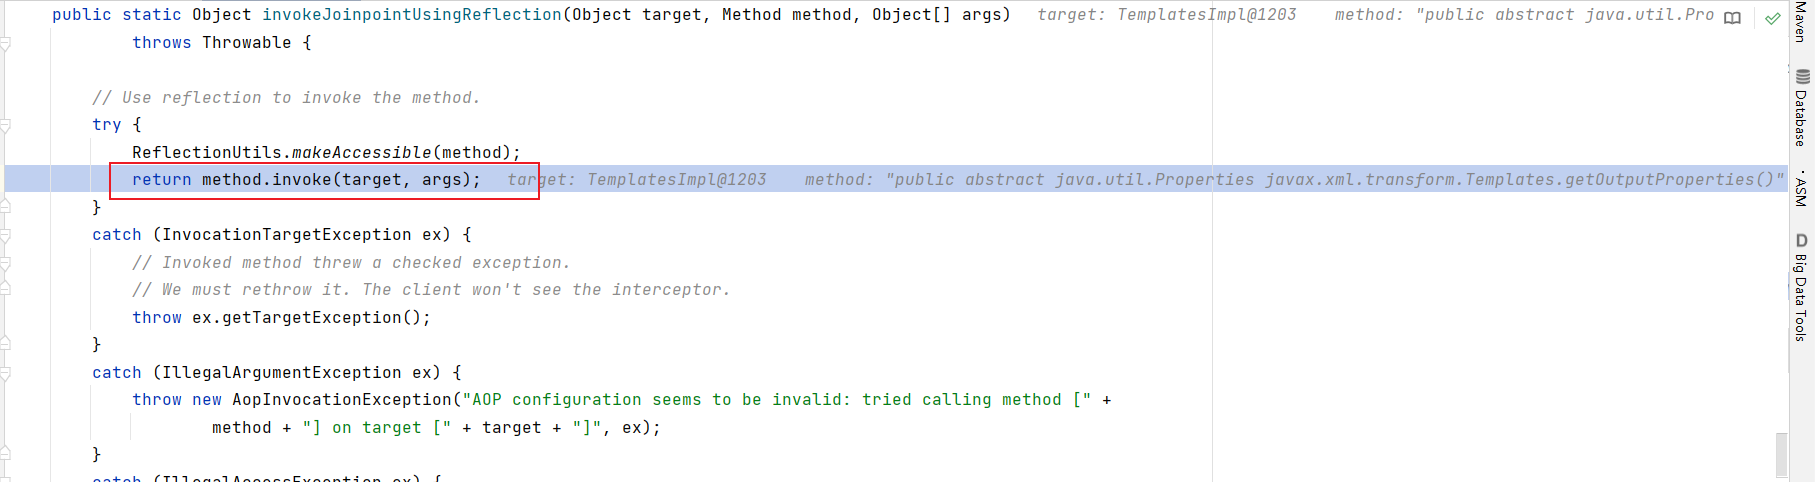 public static Object invokeJoinpointUsingReflection(Object target, Method method, Object[] args)   target: TemplatesImpl@1203    method: "public abstract java.util.Pro
        throws Throwable {
    // Use reflection to invoke the method.
    try {
        ReflectionUtils.makeAccessible(method);
        return method.invoke(target, args);   target: TemplatesImpl@1203    method: "public abstract java.util.Properties javax.xml.transform.Templates.getOutputProperties()"
    }
    catch (InvocationTargetException ex) {
        // Invoked method threw a checked exception.
        // We must rethrow it. The client won't see the interceptor.
        throw ex.getTargetException();
    }
    catch (IllegalArgumentException ex) {
        throw new AopInvocationException("AOP configuration seems to be invalid: tried calling method [" +
                method + "] on target [" + target + "]", ex);
    }
    catch (IllegalAccessException ex) {
Maven
Database
ASM
D Big Data Tools